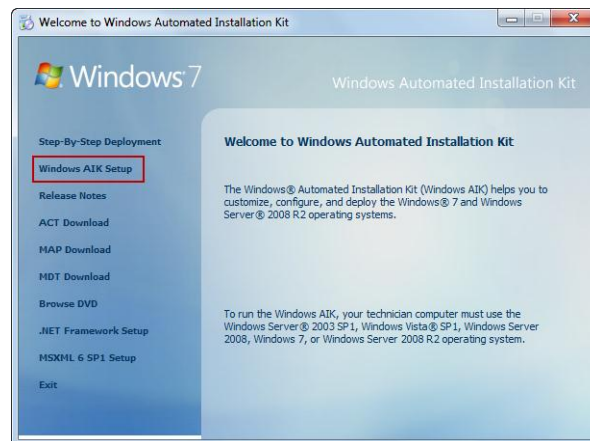 Welcome to Windows Automated Installation Kit
Windows 7
Windows Automated Installation Kit
Step-By-Step Deployment
Windows AIK Setup
Release Notes
ACT Download
MAP Download
MDT Download
Browse DVD
.NET Framework Setup
MSXML 6 SP1 Setup
Exit
Welcome to Windows Automated Installation Kit
The Windows® Automated Installation Kit (Windows AIK) helps you to
customize, configure, and deploy the Windows® 7 and Windows
Server® 2008 R2 operating systems.
To run the Windows AIK, your technician computer must use the
Windows Server® 2003 SP1, Windows Vista® SP1, Windows Server
2008, Windows 7, or Windows Server 2008 R2 operating system.